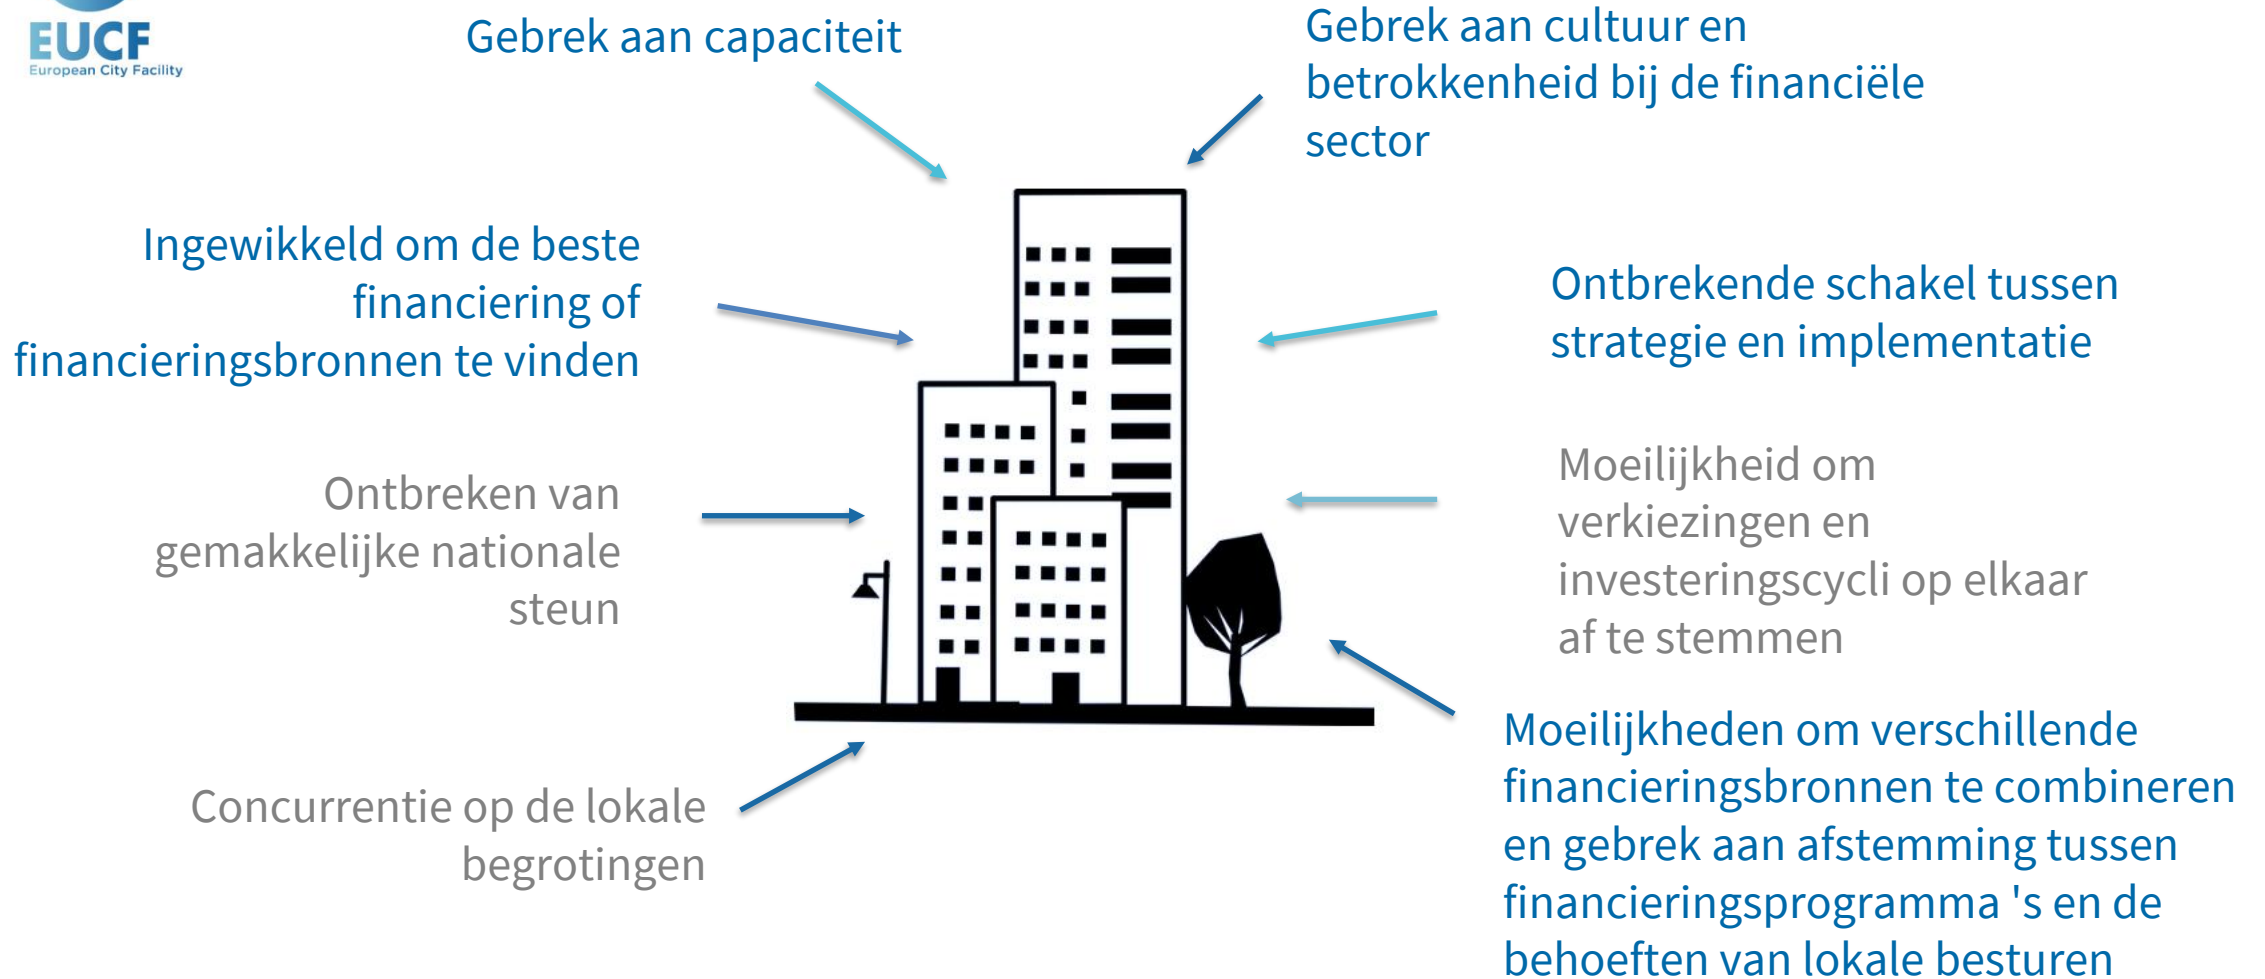 EUCF
European City Facility
Gebrek aan capaciteit
Gebrek aan cultuur en
betrokkenheid bij de financiële
sector
Ingewikkeld om de beste
financiering of
financieringsbronnen te vinden
Ontbrekende schakel tussen
strategie en implementatie
Ontbreken van
gemakkelijke nationale
steun
Moeilijkheid om
verkiezingen en
investeringscycli op elkaar
af te stemmen
Concurrentie op de lokale
begrotingen
Moeilijkheden om verschillende
financieringsbronnen te combineren
en gebrek aan afstemming tussen
financieringsprogramma 's en de
behoeften van lokale besturen